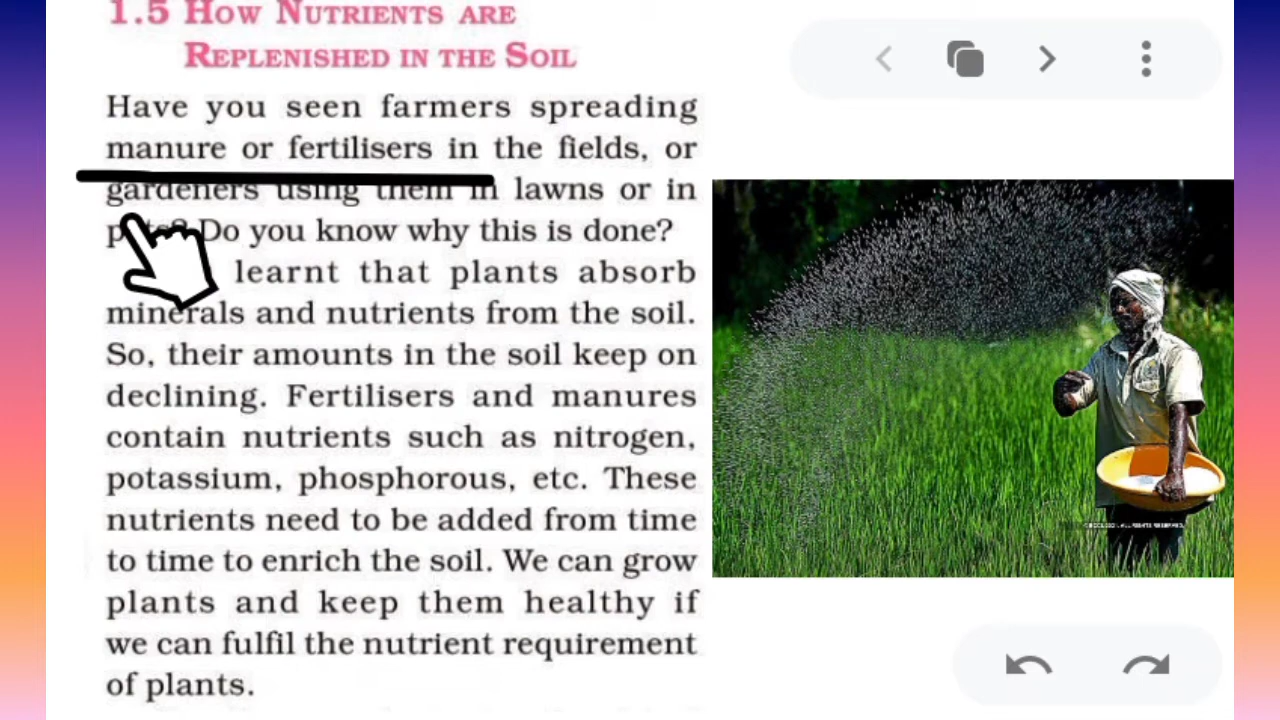 1.5 HOW NUTRIENTS ARE
REPLENISHED IN THE SOIL
Have you seen farmers spreading
manure or fertilisers in the fields, or
gardeners using them in lawns or in
Do you know why this is done?
learnt that plants absorb
minerals and nutrients from the soil.
So, their amounts in the soil keep on
declining. Fertilisers and manures
contain nutrients such as nitrogen,
potassium, phosphorous, etc. These
nutrients need to be added from time
to time to enrich the soil. We can grow
plants and keep them healthy if
we can fulfil the nutrient requirement
of plants.